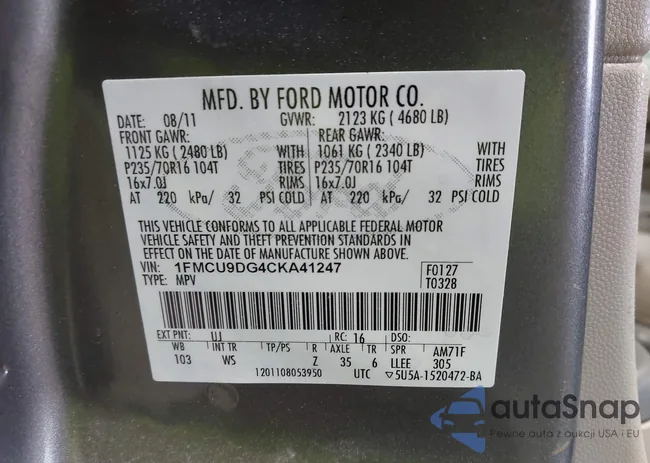 MFD. BY FORD MOTOR CO.
DATE: 08/11 GVWR: 2123 KG ( 4680 LB)
FRONT GAWR: REAR GAWR:
1125 KG ( 2480 LB) WITH 1061 KG ( 2340 LB) WITH
P235/70R16 104T TIRES P235/70R16 104T TIRES
16x7.0J RIMS 16x7.0J RIMS
AT 220 kPa/ 32 PSI COLD AT 220 kPa/ 32 PSI COLD
THIS VEHICLE CONFORMS TO ALL APPLICABLE FEDERAL MOTOR
VEHICLE SAFETY AND THEFT PREVENTION STANDARDS IN
EFFECT ON THE DATE OF MANUFACTURE SHOWN ABOVE.
VIN: 1FMCU9DG4CKA41247 F0127
TYPE: MPV T0328
EXT PNT: UJ RC: 16 DSO:
WB INT TR TP/PS R AXLE TR SPR AM71F
103 WS Z 35 6 LLEE 305
1201108053950 UTC ▽5U5A-1520472-BA
autoSnap
Pewne auto z aukcji USA i EU